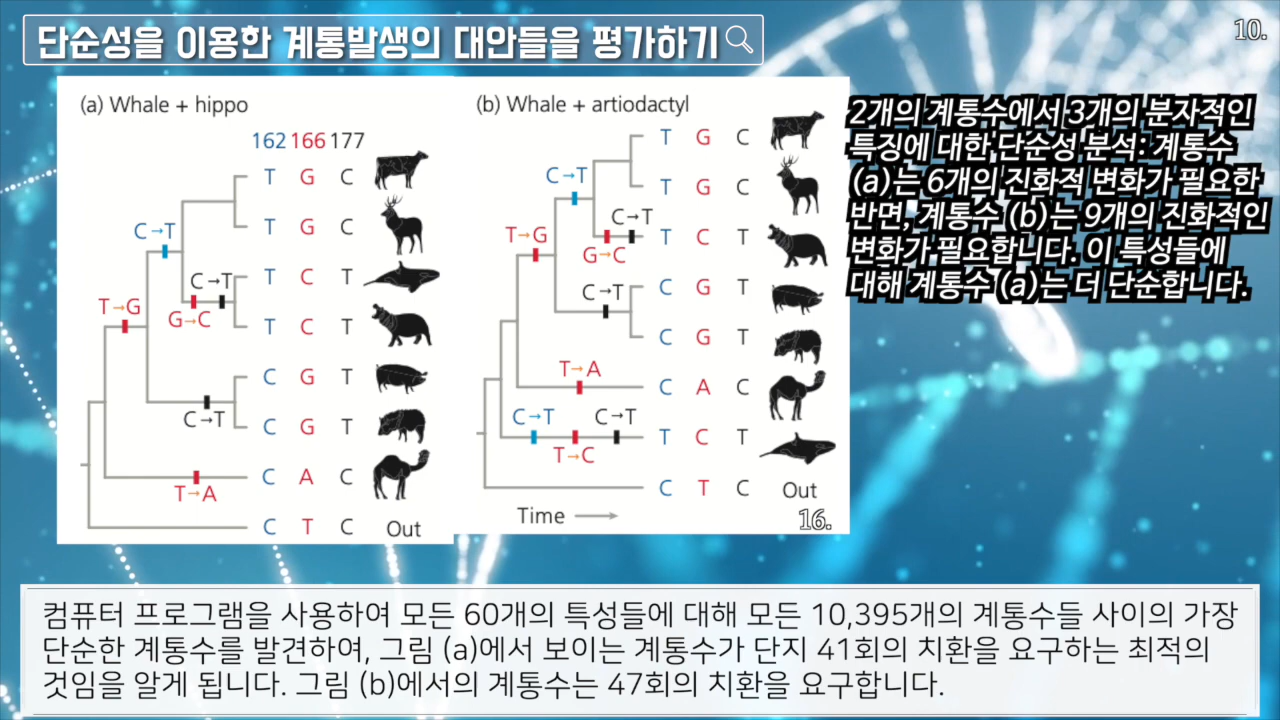 단순성을 이용한 계통발생의 대안들을 평가하기
10.
(a) Whale + hippo
162 166 177
T G C
T G C
T C T
T C T
C G T
C G T
C A C
C T C Out
C→T
C→T
T→G
G→C
C→T
T→A
(b) Whale + artiodactyl
T G C
T G C
T C T
C G T
C G T
C A C
T C T
C T C Out
C→T
C→T
T→G
G→C
C→T
T→A
C→T C→T
T→C
Time
16.
2개의 계통수에서 3개의 분자적인
특징에 대한 단순성 분석: 계통수
(a)는 6개의 진화적 변화가 필요한
반면, 계통수 (b)는 9개의 진화적인
변화가 필요합니다. 이 특성들에
대해 계통수 (a)는 더 단순합니다.
컴퓨터 프로그램을 사용하여 모든 60개의 특성들에 대해 모든 10,395개의 계통수들 사이의 가장
단순한 계통수를 발견하여, 그림 (a)에서 보이는 계통수가 단지 41회의 치환을 요구하는 최적의
것임을 알게 됩니다. 그림 (b)에서의 계통수는 47회의 치환을 요구합니다.